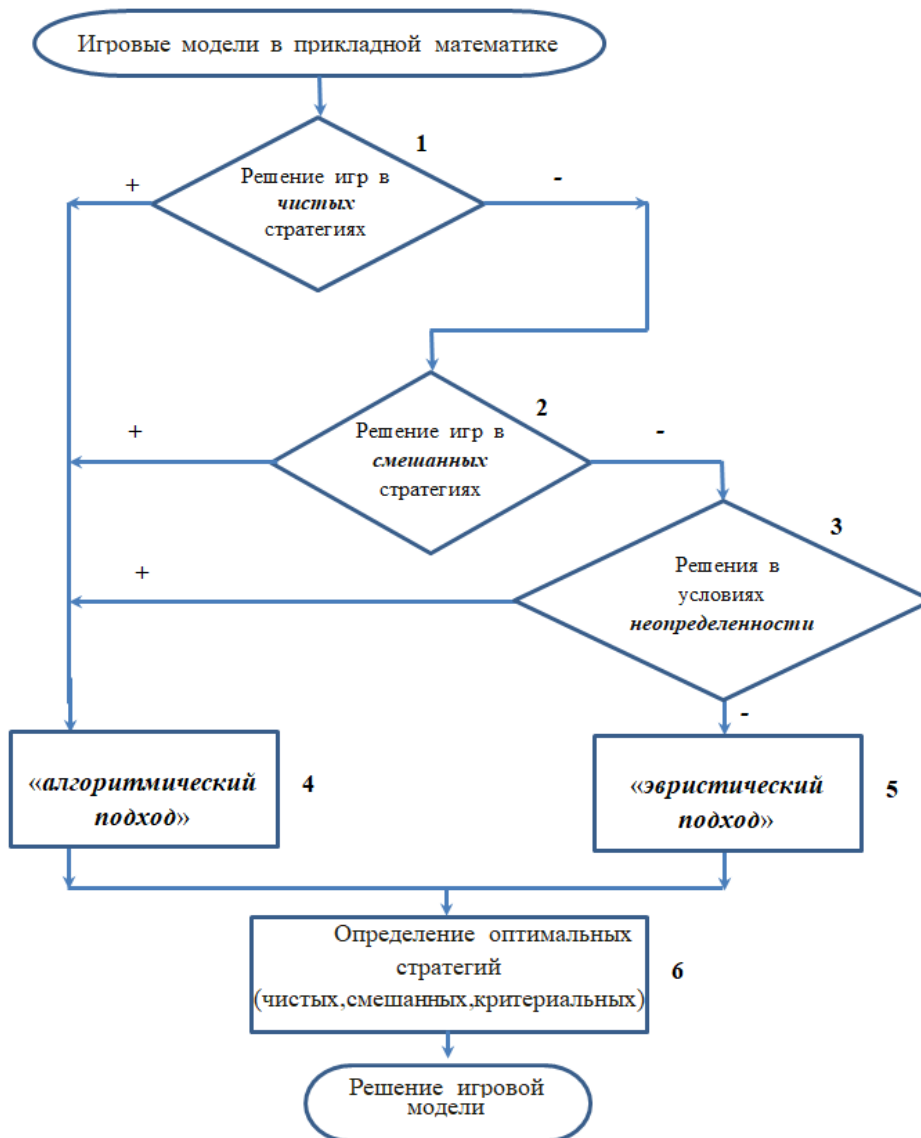 Игровые модели в прикладной математике
1
+
-
Решение игр в
чистых
стратегиях
2
+
-
Решение игр в
смешанных
стратегиях
3
+
Решения в
условиях
неопределенности
-
«алгоритмический
подход»
4
«эвристический
подход»
5
Определение оптимальных
стратегий
(чистых,смешанных,критериальных)
6
Решение игровой
модели